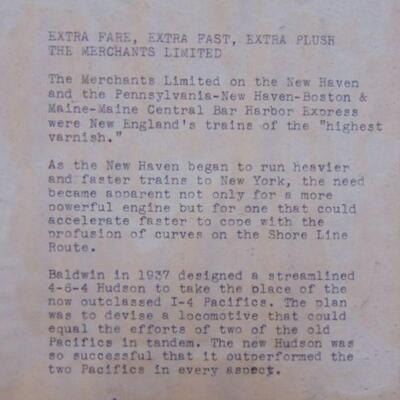 EXTRA FARE, EXTRA FAST, EXTRA PLUSH
THE MERCHANTS LIMITED
The Merchants Limited on the New Haven
and the Pennsylvania-New Haven-Boston &
Maine-Maine Central Bar Harbor Express
were New England's trains of the "highest
varnish."
As the New Haven began to run heavier
and faster trains to New York, the need
became apparent not only for a more
powerful engine but for one that could
accelerate faster to cope with the
profusion of curves on the Shore Line
Route.
Baldwin in 1937 designed a streamlined
4-6-4 Hudson to take the place of the
now outclassed I-4 Pacifics. The plan
was to devise a locomotive that could
equal the efforts of two of the old
Pacifics in tandem. The new Hudson was
so successful that it outperformed the
two Pacifics in every aspect.